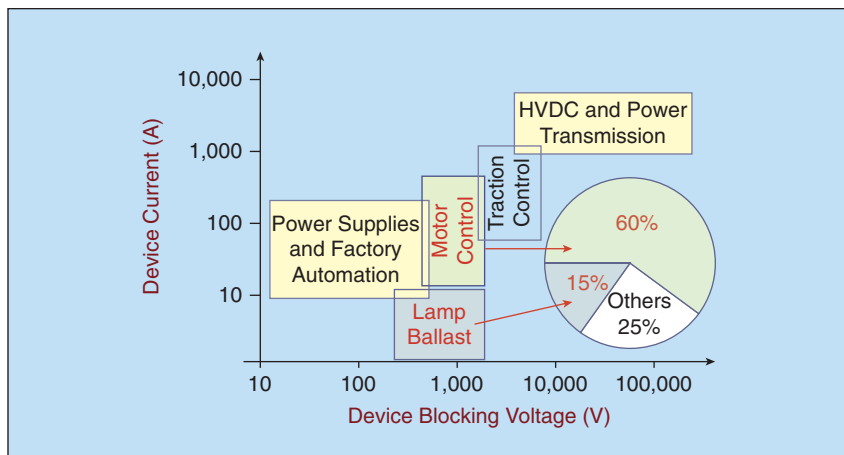 Device Current (A)
10,000
1,000
100
10
HVDC and Power
Transmission
Traction
Control
Motor
Control
Power Supplies
and Factory
Automation
Lamp
Ballast
60%
15%
Others
25%
10
100
1,000
10,000
100,000
Device Blocking Voltage (V)